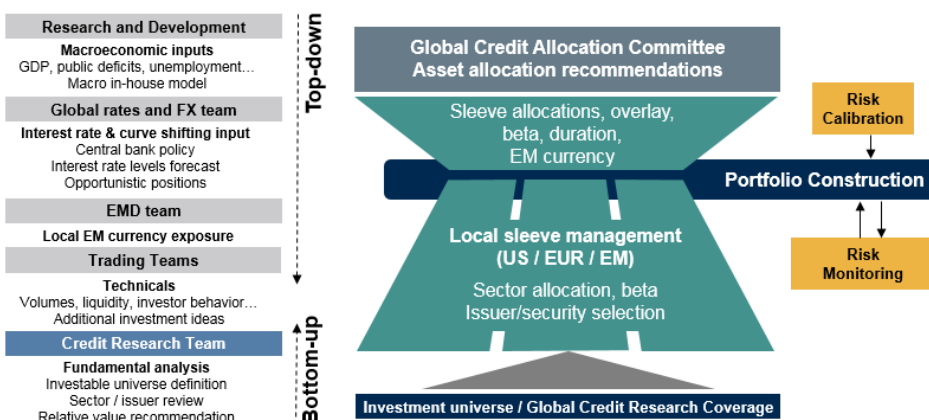 Research and Development
Macroeconomic inputs
GDP, public deficits, unemployment…
Macro in-house model
Global rates and FX team
Interest rate & curve shifting input
Central bank policy
Interest rate levels forecast
Opportunistic positions
EMD team
Local EM currency exposure
Trading Teams
Technicals
Volumes, liquidity, investor behavior…
Additional investment ideas
Credit Research Team
Fundamental analysis
Investable universe definition
Sector / issuer review
Relative value recommendation
Top-down
Bottom-up
Global Credit Allocation Committee
Asset allocation recommendations
Sleeve allocations, overlay,
beta, duration,
EM currency
Portfolio Construction
Local sleeve management
(US / EUR / EM)
Sector allocation, beta
Issuer/security selection
Investment universe / Global Credit Research Coverage
Risk
Calibration
Risk
Monitoring